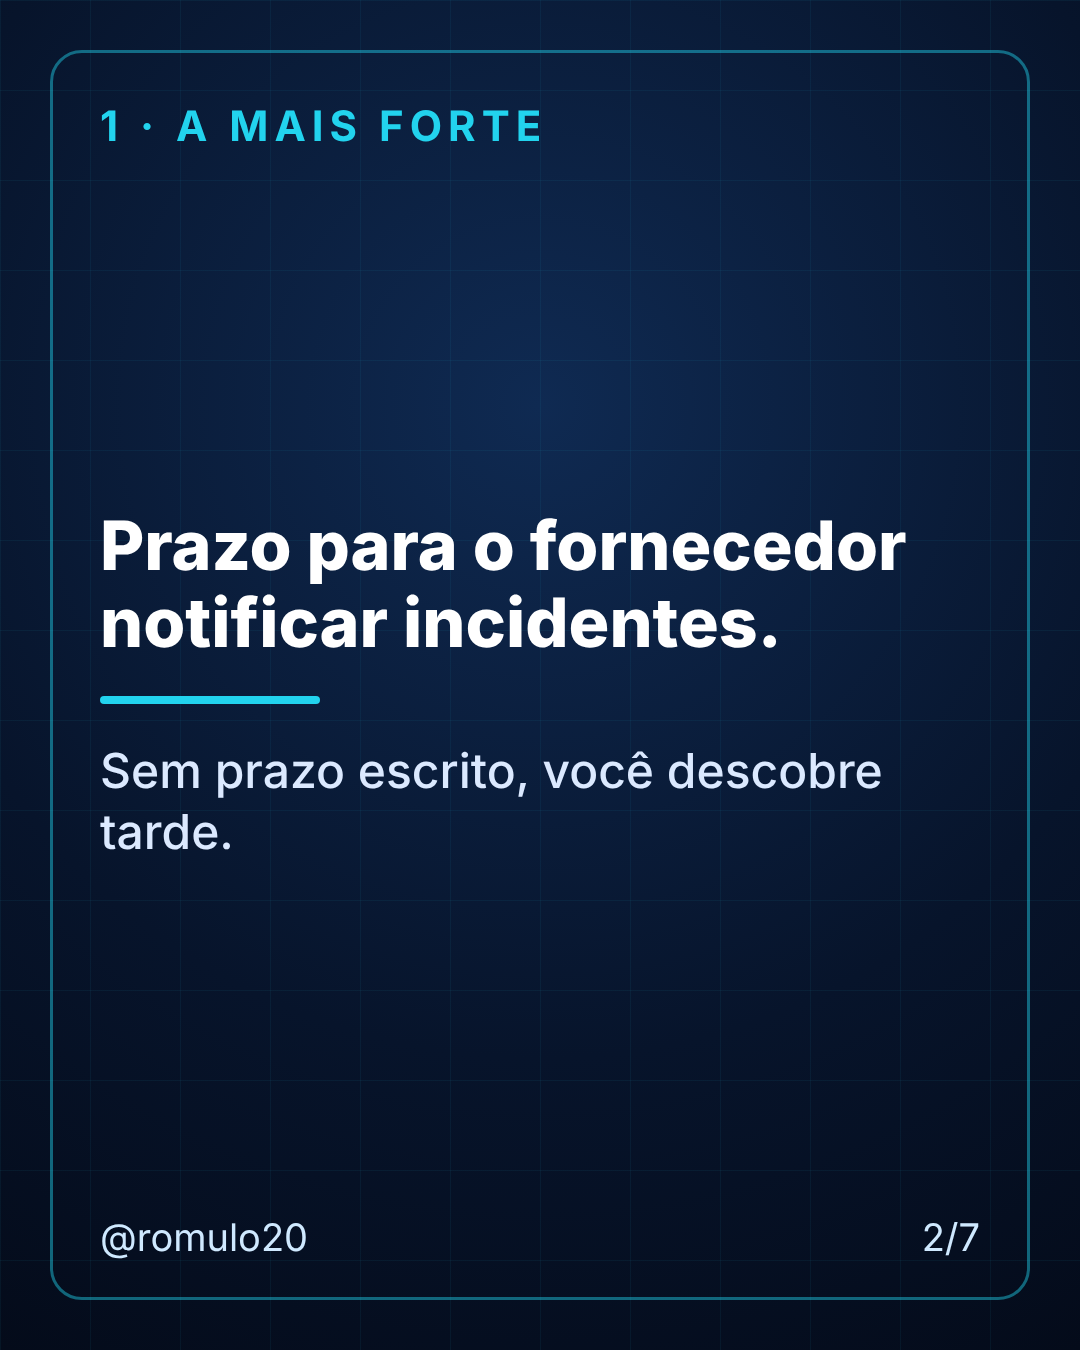 1 · A MAIS FORTE
Prazo para o fornecedor
notificar incidentes.
Sem prazo escrito, você descobre
tarde.
@romulo20
2/7